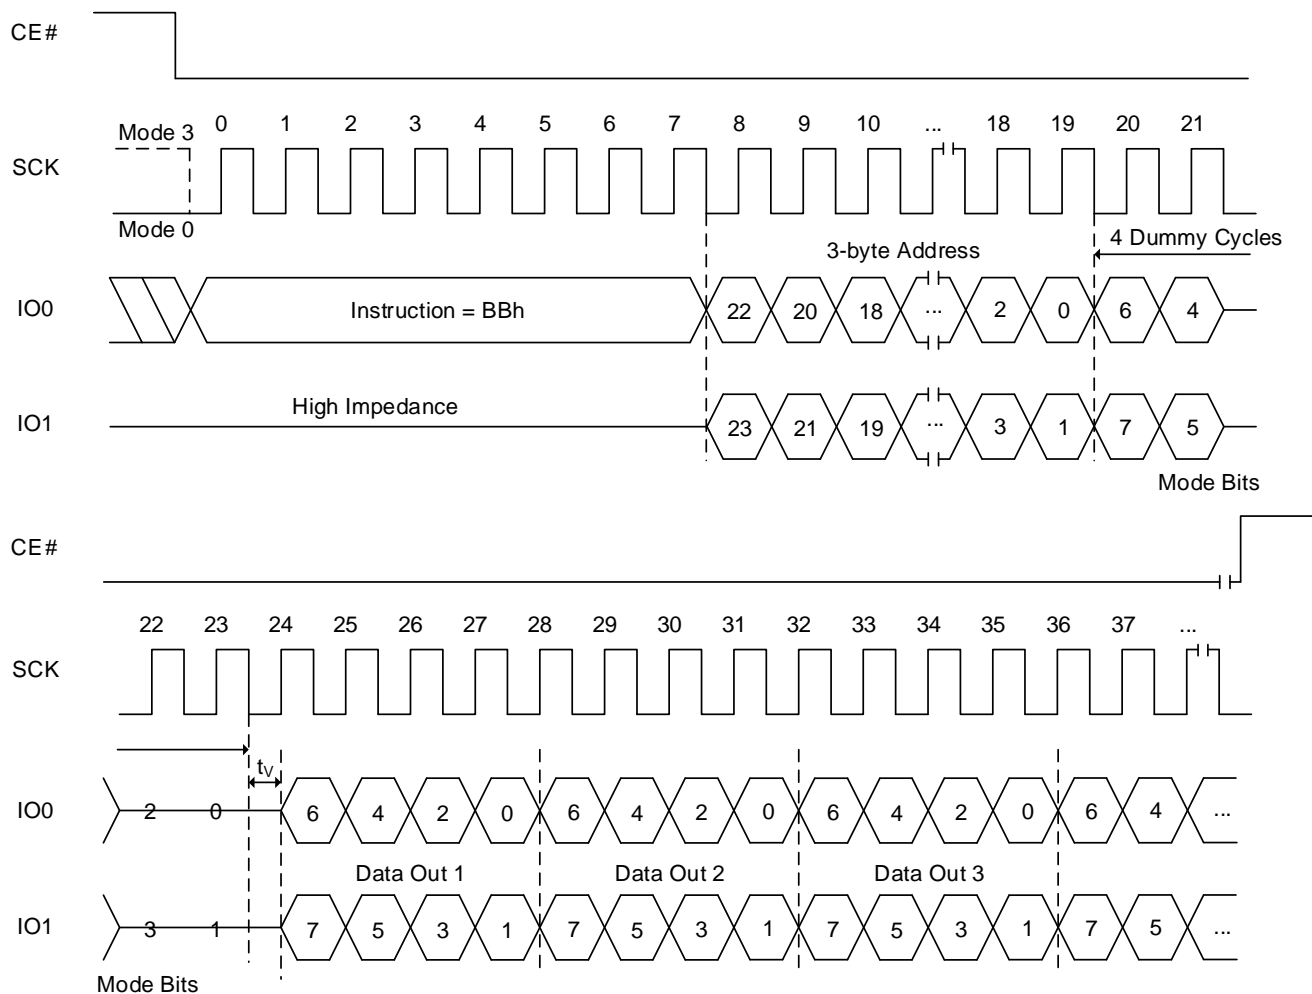 CE#
0 1 2 3 4 5 6 7 8 9 10 ... 18 19 20 21
Mode 3
SCK
Mode 0
3-byte Address
4 Dummy Cycles
IO0
Instruction = BBh
22 20 18 ... 2 0 6 4
High Impedance
IO1
23 21 19 ... 3 1 7 5
Mode Bits
CE#
22 23 24 25 26 27 28 29 30 31 32 33 34 35 36 37 ...
SCK
tV
IO0
2 0 6 4 2 0 6 4 2 0 6 4 2 0 6 4 ...
Data Out 1 Data Out 2 Data Out 3
IO1
3 1 7 5 3 1 7 5 3 1 7 5 3 1 7 5 ...
Mode Bits